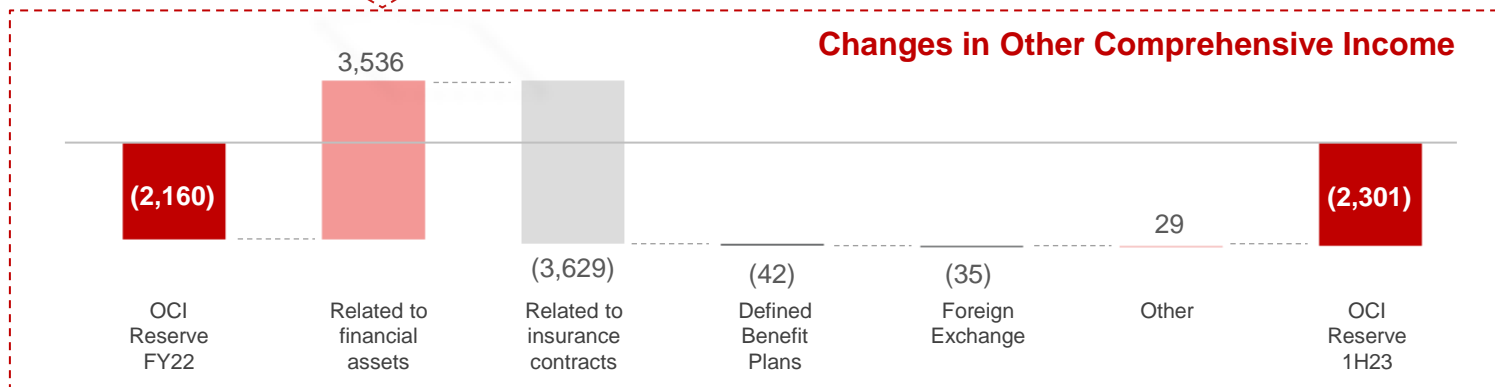 Changes in Other Comprehensive Income
3,536
(2,160)
(2,301)
29
(3,629)
(42)
(35)
OCI
Reserve
FY22
Related to
financial
assets
Related to
insurance
contracts
Defined
Benefit
Plans
Foreign
Exchange
Other
OCI
Reserve
1H23